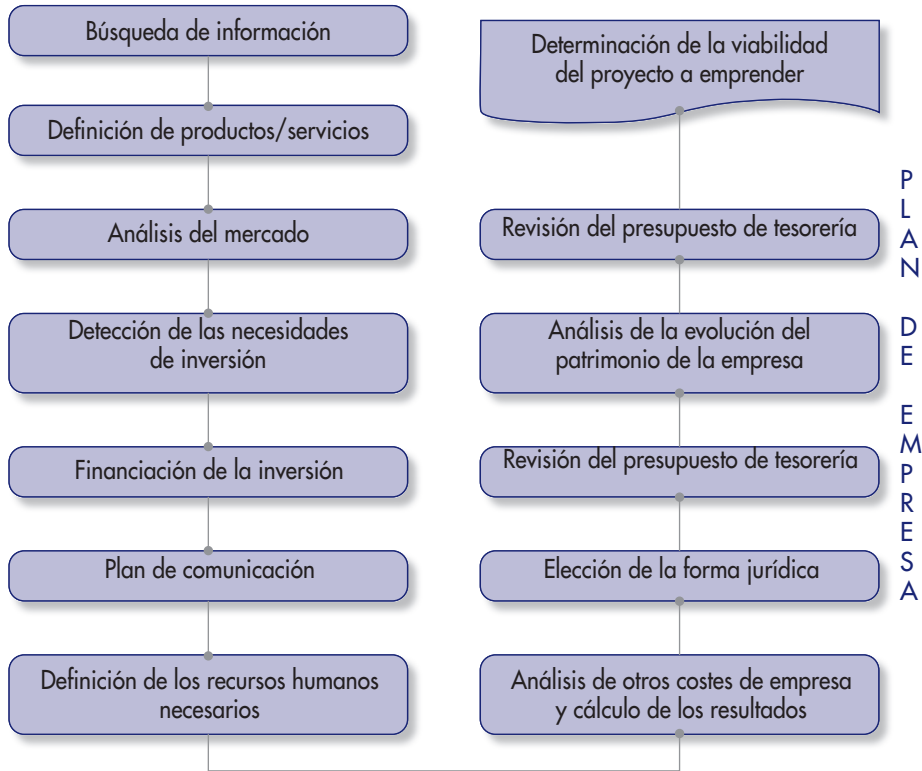 Búsqueda de información
Definición de productos/servicios
Análisis del mercado
Detección de las necesidades
de inversión
Financiación de la inversión
Plan de comunicación
Definición de los recursos humanos
necesarios
Determinación de la viabilidad
del proyecto a emprender
Revisión del presupuesto de tesorería
Análisis de la evolución del
patrimonio de la empresa
Revisión del presupuesto de tesorería
Elección de la forma jurídica
Análisis de otros costes de empresa
y cálculo de los resultados
PLAN DE EMPRESA